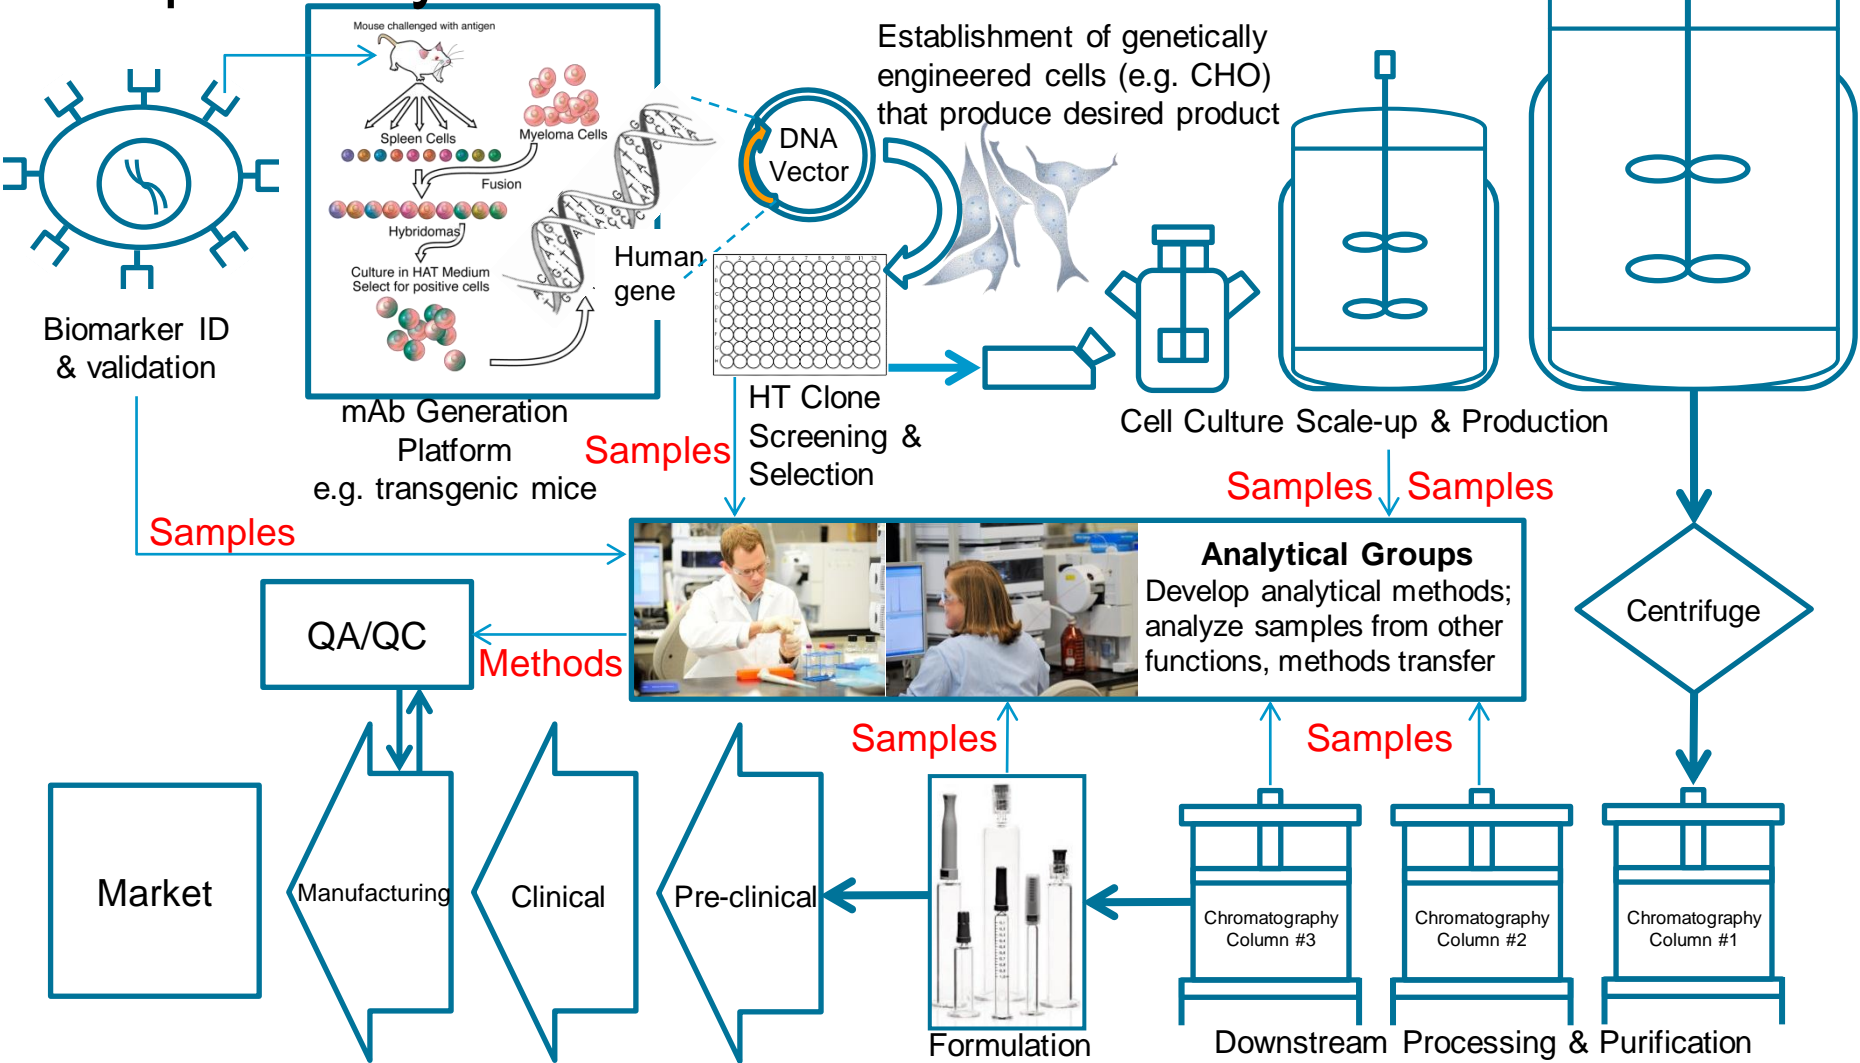 Mouse challenged with antigen
Spleen Cells
Myeloma Cells
Fusion
Hybridomas
Culture in HAT Medium
Select for positive cells
Human
gene
DNA
Vector
Establishment of genetically
engineered cells (e.g. CHO)
that produce desired product
Biomarker ID
& validation
mAb Generation
Platform
e.g. transgenic mice
HT Clone
Screening &
Selection
Cell Culture Scale-up & Production
Samples
Samples
Samples
Samples
Analytical Groups
Develop analytical methods;
analyze samples from other
functions, methods transfer
Centrifuge
QA/QC
Methods
Samples
Samples
Market
Manufacturing
Clinical
Pre-clinical
Chromatography
Column #3
Chromatography
Column #2
Chromatography
Column #1
Formulation
Downstream Processing & Purification